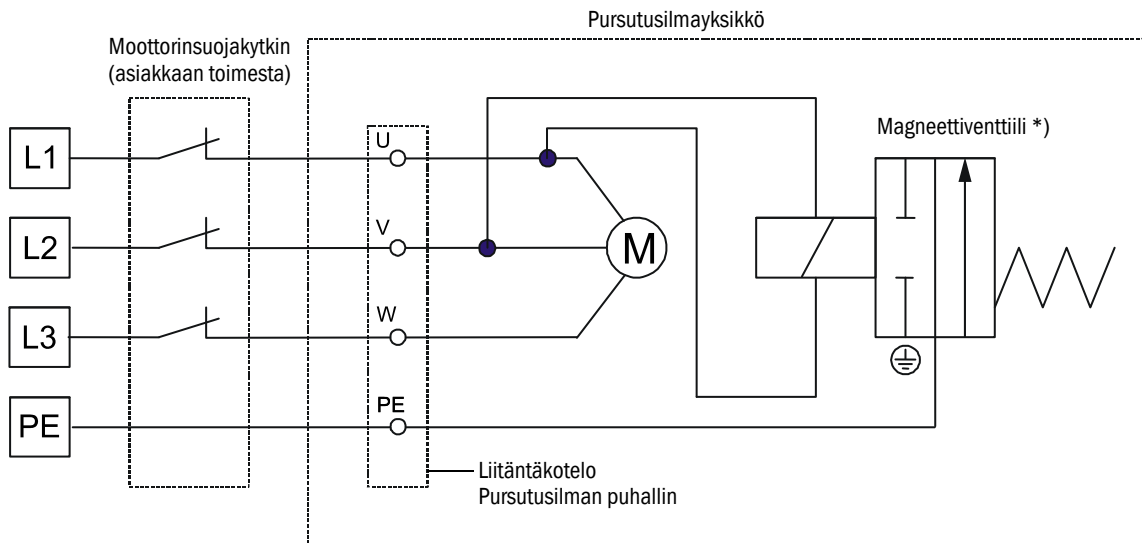 Pursutusilmayksikkö
Moottorinsuojakytkin
(asiakkaan toimesta)
Magneettiventtiili *)
L1
U
L2
V
M
L3
W
PE
PE
Liitäntäkotelo
Pursutusilman puhallin